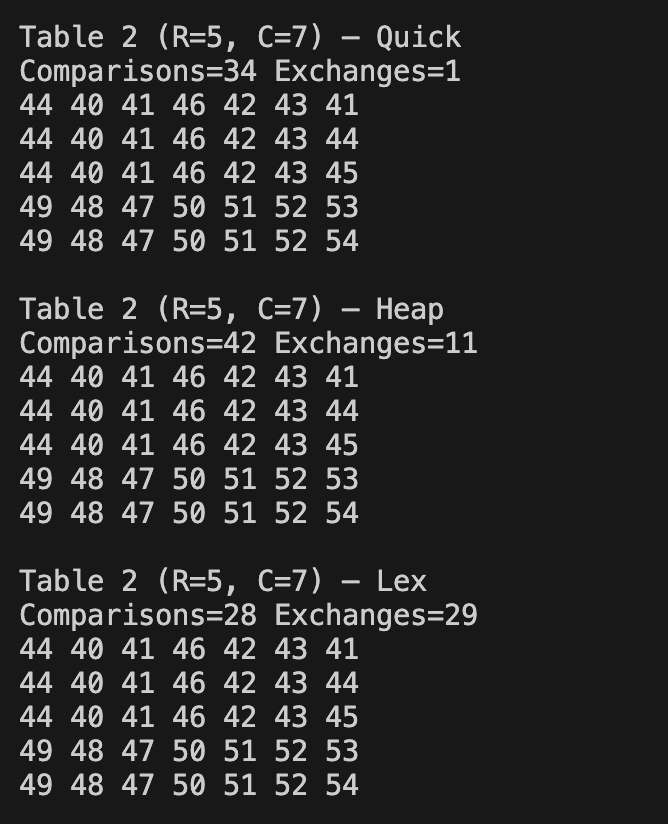 Table 2 (R=5, C=7) — Quick
Comparisons=34 Exchanges=1
44 40 41 46 42 43 41
44 40 41 46 42 43 44
44 40 41 46 42 43 45
49 48 47 50 51 52 53
49 48 47 50 51 52 54

Table 2 (R=5, C=7) — Heap
Comparisons=42 Exchanges=11
44 40 41 46 42 43 41
44 40 41 46 42 43 44
44 40 41 46 42 43 45
49 48 47 50 51 52 53
49 48 47 50 51 52 54

Table 2 (R=5, C=7) — Lex
Comparisons=28 Exchanges=29
44 40 41 46 42 43 41
44 40 41 46 42 43 44
44 40 41 46 42 43 45
49 48 47 50 51 52 53
49 48 47 50 51 52 54